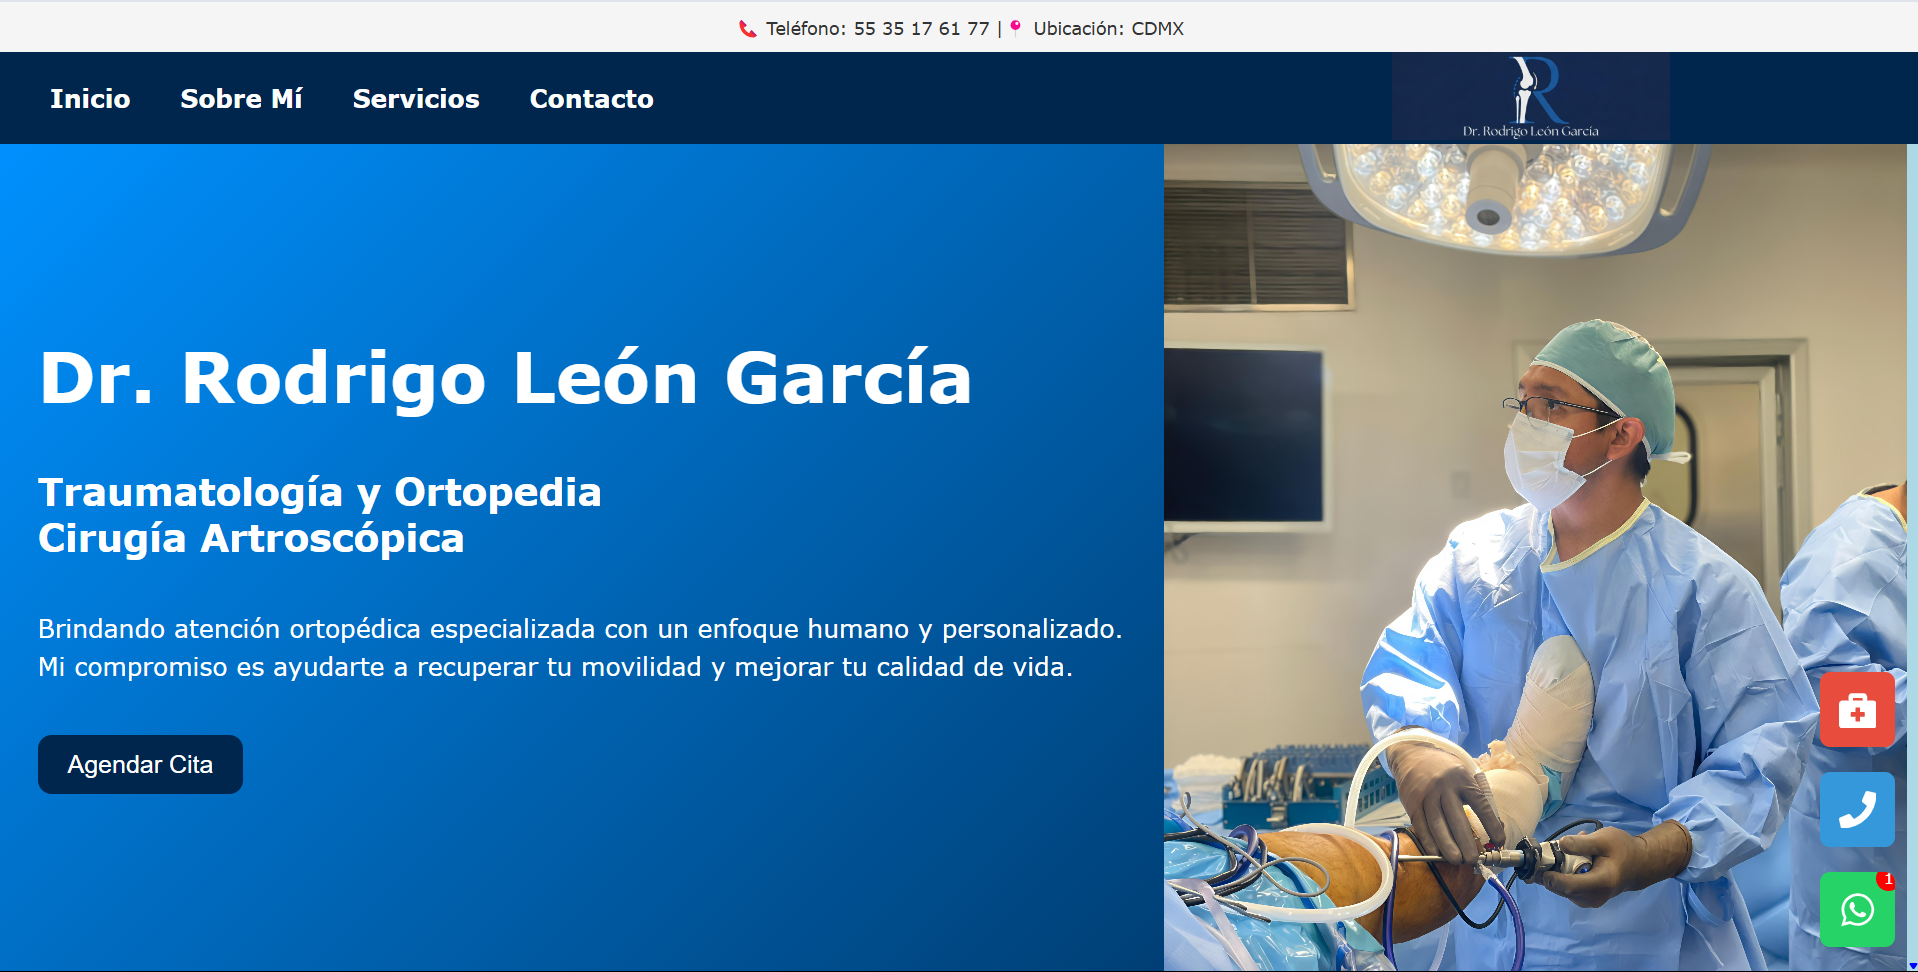 Teléfono: 55 35 17 61 77 | Ubicación: CDMX
Inicio Sobre Mí Servicios Contacto
R
Dr. Rodrigo León García
Dr. Rodrigo León García
Traumatología y Ortopedia
Cirugía Artroscópica
Brindando atención ortopédica especializada con un enfoque humano y personalizado.
Mi compromiso es ayudarte a recuperar tu movilidad y mejorar tu calidad de vida.
Agendar Cita
1